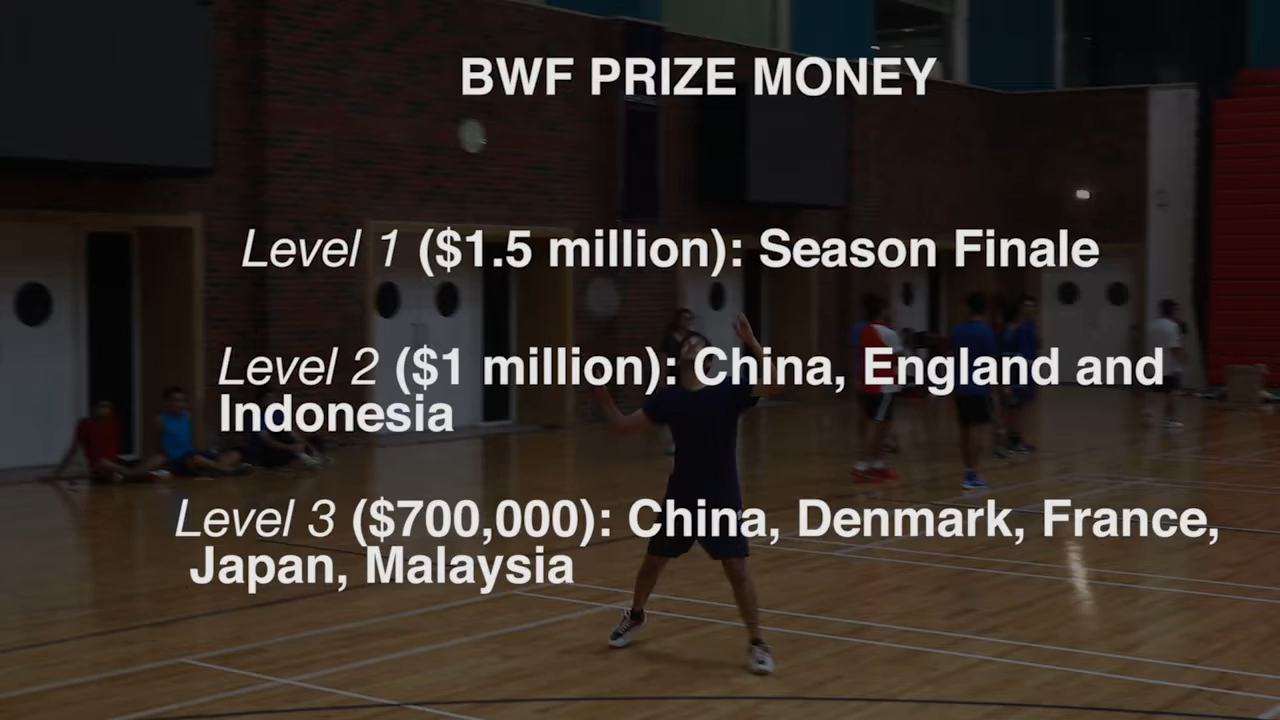 BWF PRIZE MONEY
Level 1 ($1.5 million): Season Finale
Level 2 ($1 million): China, England and
Indonesia
Level 3 ($700,000): China, Denmark, France,
Japan, Malaysia